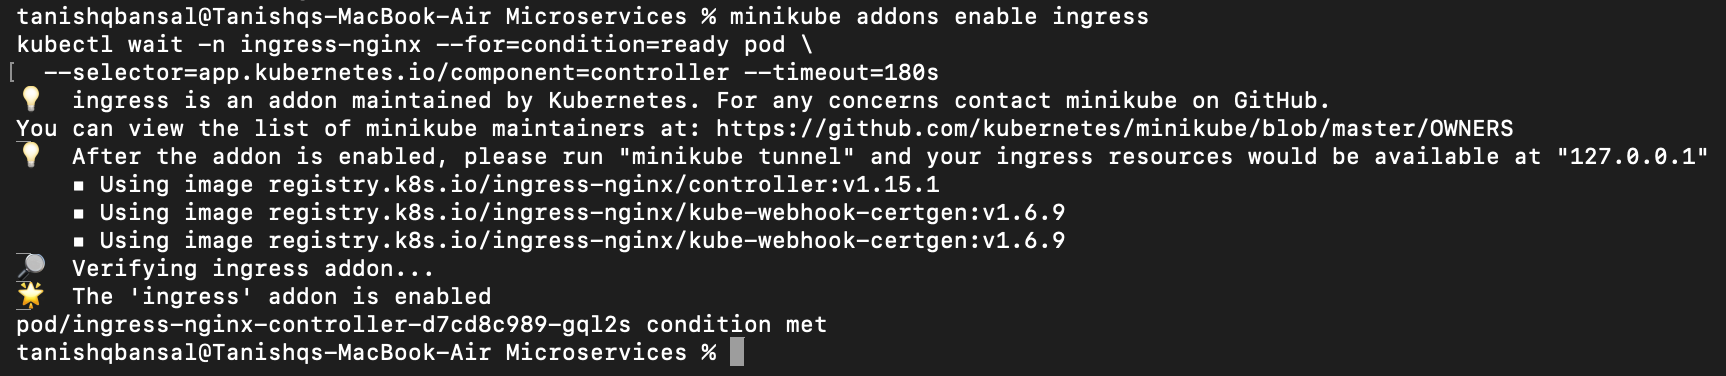 tanishqbansal@Tanishqs-MacBook-Air Microservices % minikube addons enable ingress
kubectl wait -n ingress-nginx --for=condition=ready pod \
[  --selector=app.kubernetes.io/component=controller --timeout=180s
💡  ingress is an addon maintained by Kubernetes. For any concerns contact minikube on GitHub.
You can view the list of minikube maintainers at: https://github.com/kubernetes/minikube/blob/master/OWNERS
💡  After the addon is enabled, please run "minikube tunnel" and your ingress resources would be available at "127.0.0.1"
    ▪ Using image registry.k8s.io/ingress-nginx/controller:v1.15.1
    ▪ Using image registry.k8s.io/ingress-nginx/kube-webhook-certgen:v1.6.9
    ▪ Using image registry.k8s.io/ingress-nginx/kube-webhook-certgen:v1.6.9
🔎  Verifying ingress addon...
🌟  The 'ingress' addon is enabled
pod/ingress-nginx-controller-d7cd8c989-gql2s condition met
tanishqbansal@Tanishqs-MacBook-Air Microservices %